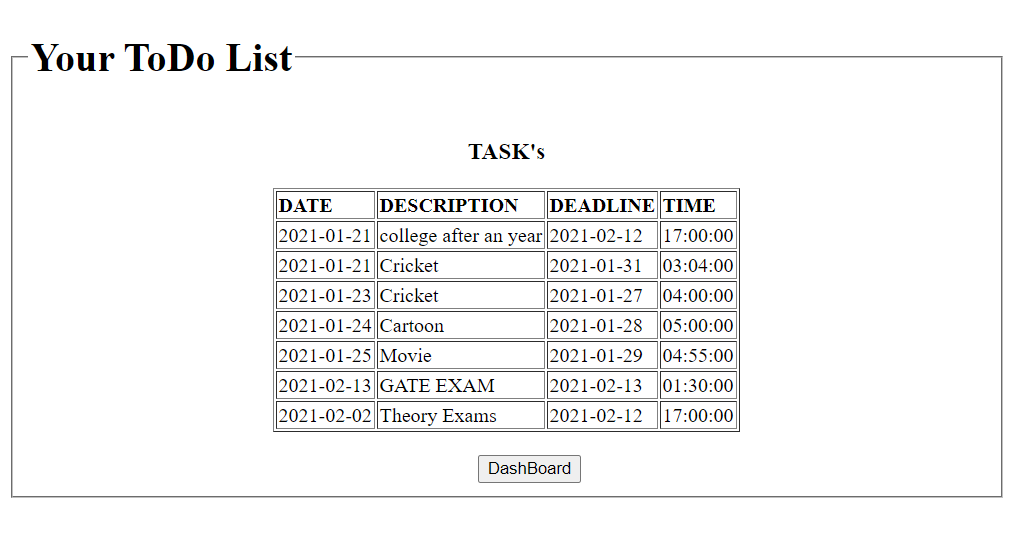 Your ToDo List
TASK's
DATE DESCRIPTION DEADLINE TIME
2021-01-21 college after an year 2021-02-12 17:00:00
2021-01-21 Cricket 2021-01-31 03:04:00
2021-01-23 Cricket 2021-01-27 04:00:00
2021-01-24 Cartoon 2021-01-28 05:00:00
2021-01-25 Movie 2021-01-29 04:55:00
2021-02-13 GATE EXAM 2021-02-13 01:30:00
2021-02-02 Theory Exams 2021-02-12 17:00:00
DashBoard